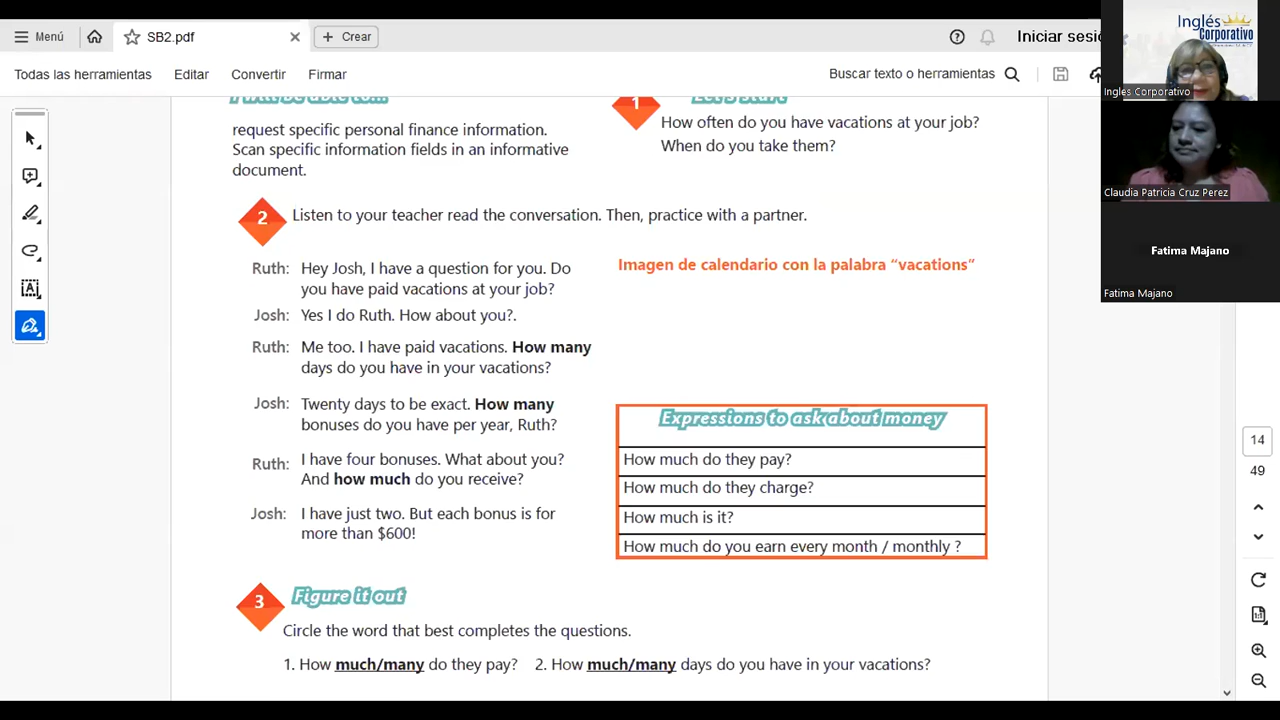 Menú
SB2.pdf
Crear
Iniciar sesi
Todas las herramientas
Editar
Convertir
Firmar
Buscar texto o herramientas
I will be able to...
request specific personal finance information.
Scan specific information fields in an informative
document.
1
Let's start
How often do you have vacations at your job?
When do you take them?
2
Listen to your teacher read the conversation. Then, practice with a partner.
Ruth: Hey Josh, I have a question for you. Do
you have paid vacations at your job?
Josh: Yes I do Ruth. How about you?.
Ruth: Me too. I have paid vacations. How many
days do you have in your vacations?
Josh: Twenty days to be exact. How many
bonuses do you have per year, Ruth?
Ruth: I have four bonuses. What about you?
And how much do you receive?
Josh: I have just two. But each bonus is for
more than $600!
Imagen de calendario con la palabra “vacations”
Expressions to ask about money
How much do they pay?
How much do they charge?
How much is it?
How much do you earn every month / monthly ?
3
Figure it out
Circle the word that best completes the questions.
1. How much/many do they pay? 2. How much/many days do you have in your vacations?
14
49
Inglés
Corporativo
Ingles Corporativo
Claudia Patricia Cruz Perez
Fatima Majano
Fatima Majano